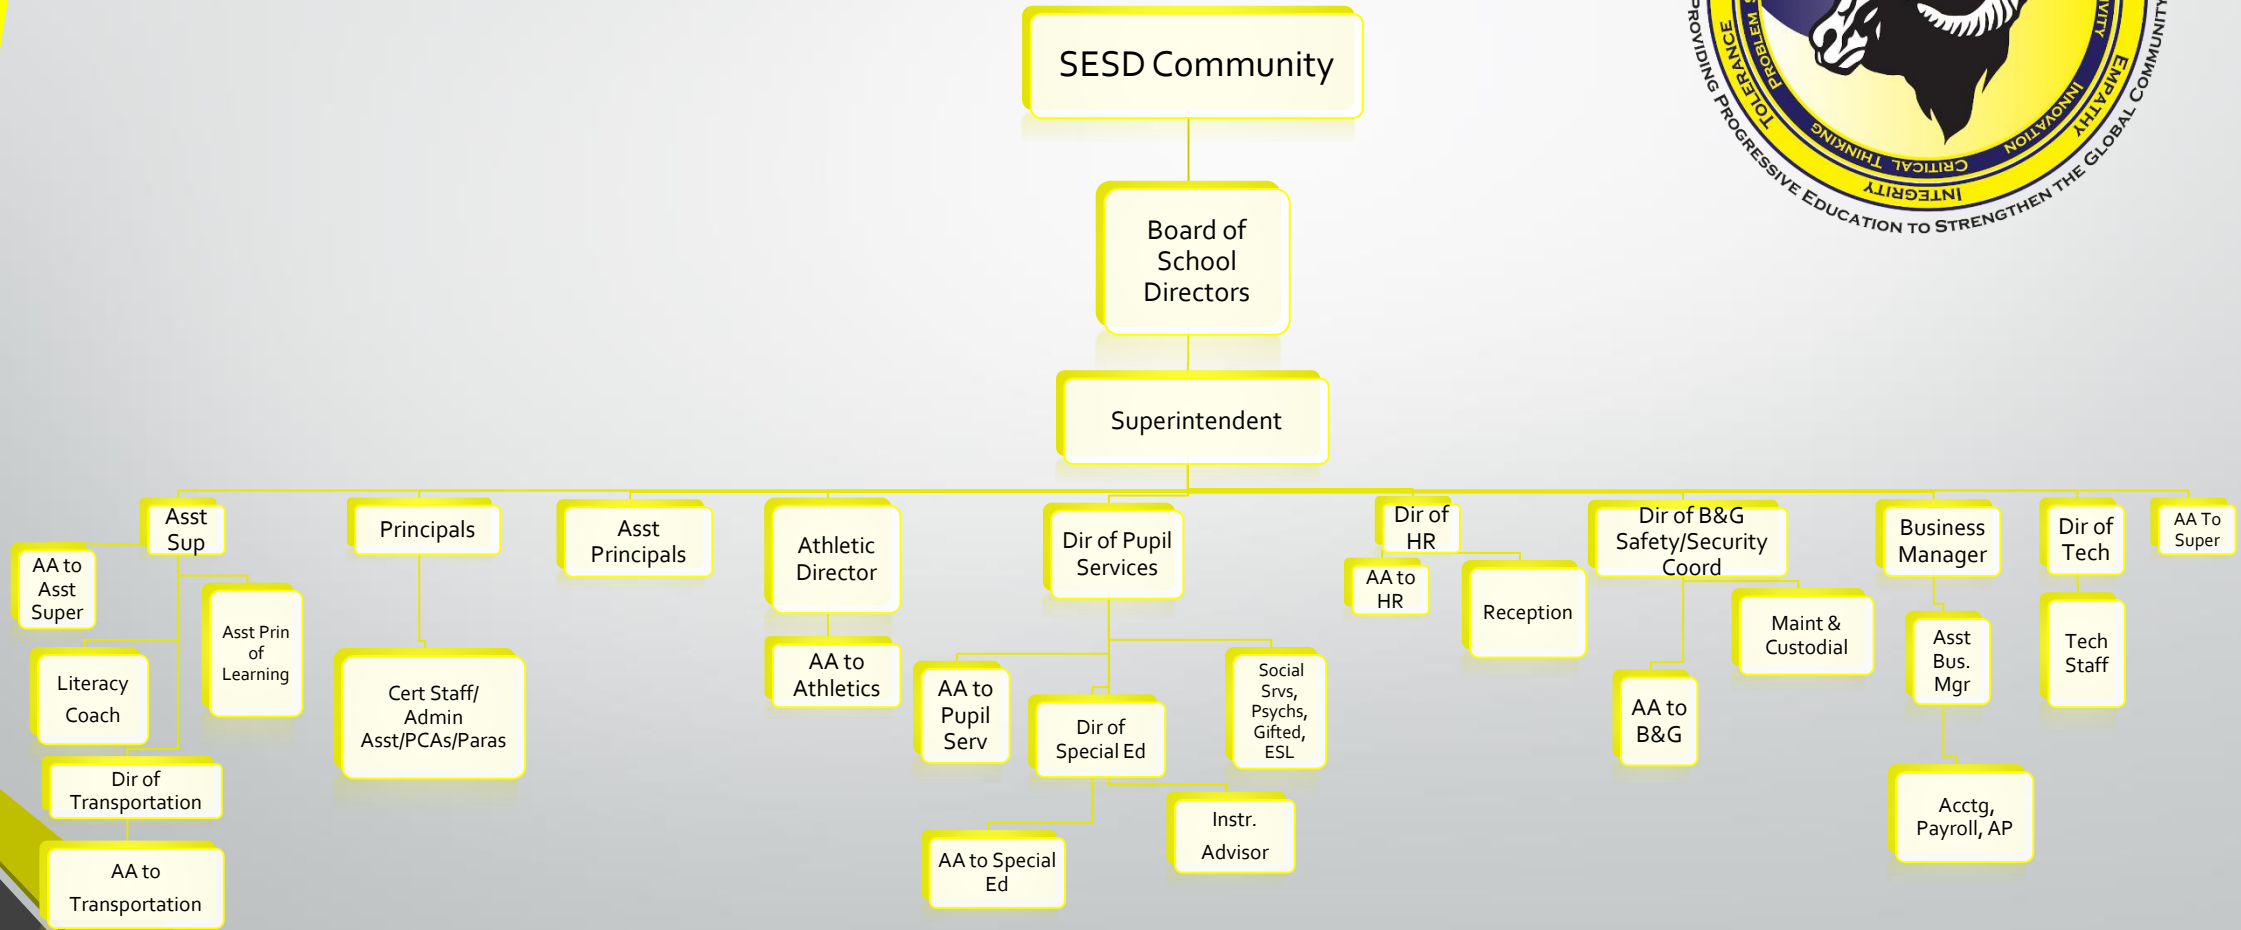 SESD Community
Board of
School
Directors
Superintendent
TOLERANCE
PROBLEM
INTEGRITY
CRITICAL THINKING
INNOVATION
EMPATHY
PROVIDING PROGRESSIVE EDUCATION TO STRENGTHEN THE GLOBAL COMMUNITY
Asst
Sup
Principals
Asst
Principals
Athletic
Director
Dir of Pupil
Services
Dir of
HR
Dir of B&G
Safety/Security
Coord
Business
Manager
Dir of
Tech
AA To
Super
AA to
Asst
Super
Asst Prin
of
Learning
Literacy
Coach
Dir of
Transportation
AA to
Transportation
Cert Staff/
Admin
Asst/PCAs/Paras
AA to
Athletics
AA to
Pupil
Serv
Dir of
Special Ed
Social
Srvs,
Psychs,
Gifted,
ESL
AA to Special
Ed
Instr.
Advisor
AA to
HR
Reception
AA to
B&G
Maint &
Custodial
Asst
Bus.
Mgr
Acctg,
Payroll, AP
Tech
Staff